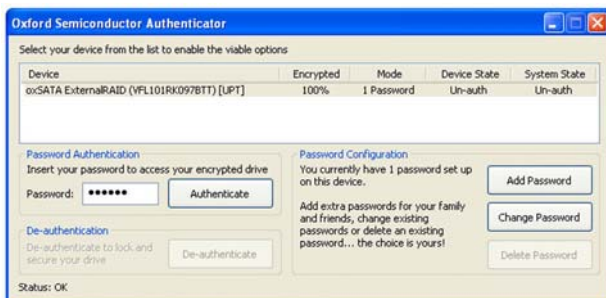 Oxford Semiconductor Authenticator
Select your device from the list to enable the viable options
Device Encrypted Mode Device State System State
oxSATA ExternalRAID (VFL101RK097BTT) [UPT] 100% 1 Password Un-auth Un-auth
Password Authentication
Insert your password to access your encrypted drive
Password: •••••• Authenticate
De-authentication
De-authenticate to lock and
secure your drive
De-authenticate
Password Configuration
You currently have 1 password set up
on this device.
Add extra passwords for your family
and friends, change existing
passwords or delete an existing
password... the choice is yours!
Add Password
Change Password
Delete Password
Status: OK